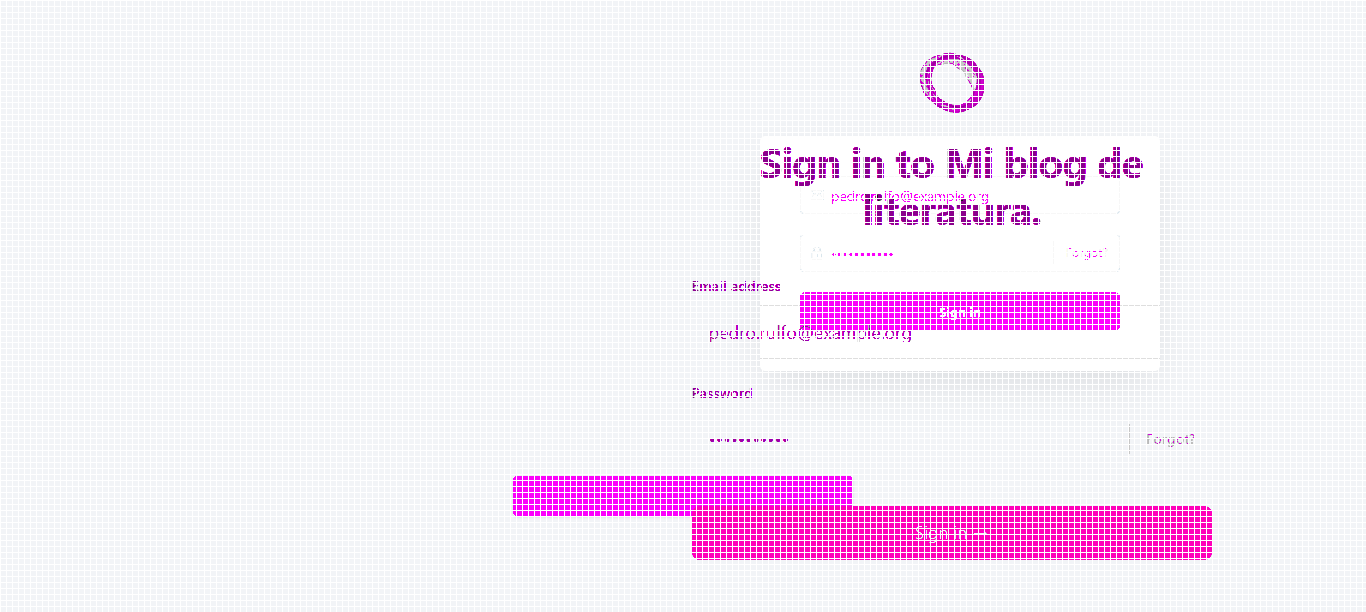 Sign in to Mi blog de
literatura.
pedro.rulfo@example.org
Forgot?
Email address
Sign in
pedro.rulfo@example.org
Password
Forgot?
Sign in →